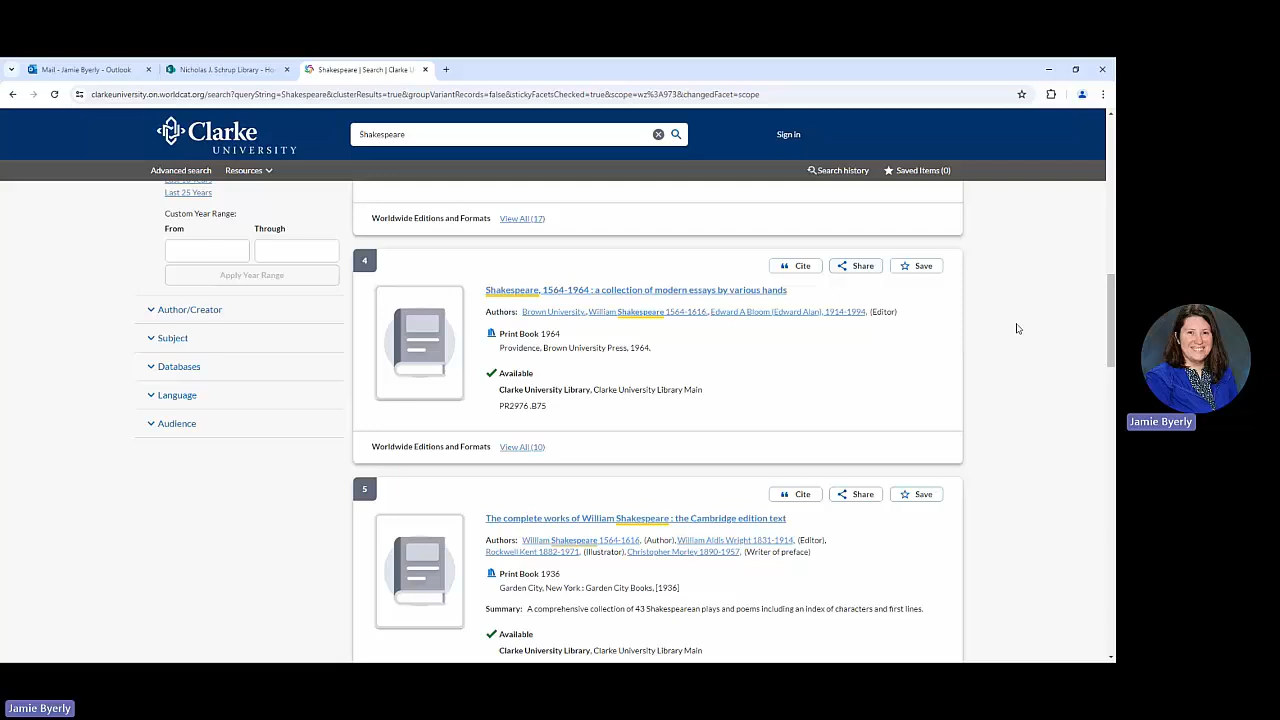 Mail - Jamie Byerly - Outlook
Nicholas J. Schrup Library - Ho
Shakespeare | Search | Clarke U
clarkeuniversity.on.worldcat.org/search?queryString=Shakespeare&clusterResults=true&groupVariantRecords=false&stickyFacetsChecked=true&scope=wz%3A973&changedFacet=scope
Clarke
UNIVERSITY
Shakespeare
Sign in
Advanced search
Resources
Search history
Saved Items (0)
Last 25 Years
Custom Year Range:
From
Through
Apply Year Range
Author/Creator
Subject
Databases
Language
Audience
Worldwide Editions and Formats View All (17)
4
Cite
Share
Save
Shakespeare, 1564-1964 : a collection of modern essays by various hands
Authors: Brown University., William Shakespeare 1564-1616., Edward A Bloom (Edward Alan), 1914-1994, (Editor)
Print Book 1964
Providence, Brown University Press, 1964.
Available
Clarke University Library, Clarke University Library Main
PR2976 .B75
Worldwide Editions and Formats View All (10)
5
Cite
Share
Save
The complete works of William Shakespeare : the Cambridge edition text
Authors: William Shakespeare 1564-1616, (Author), William Aldis Wright 1831-1914, (Editor),
Rockwell Kent 1882-1971, (Illustrator), Christopher Morley 1890-1957, (Writer of preface)
Print Book 1936
Garden City, New York : Garden City Books, [1936]
Summary: A comprehensive collection of 43 Shakespearean plays and poems including an index of characters and first lines.
Available
Clarke University Library, Clarke University Library Main
Jamie Byerly
Jamie Byerly